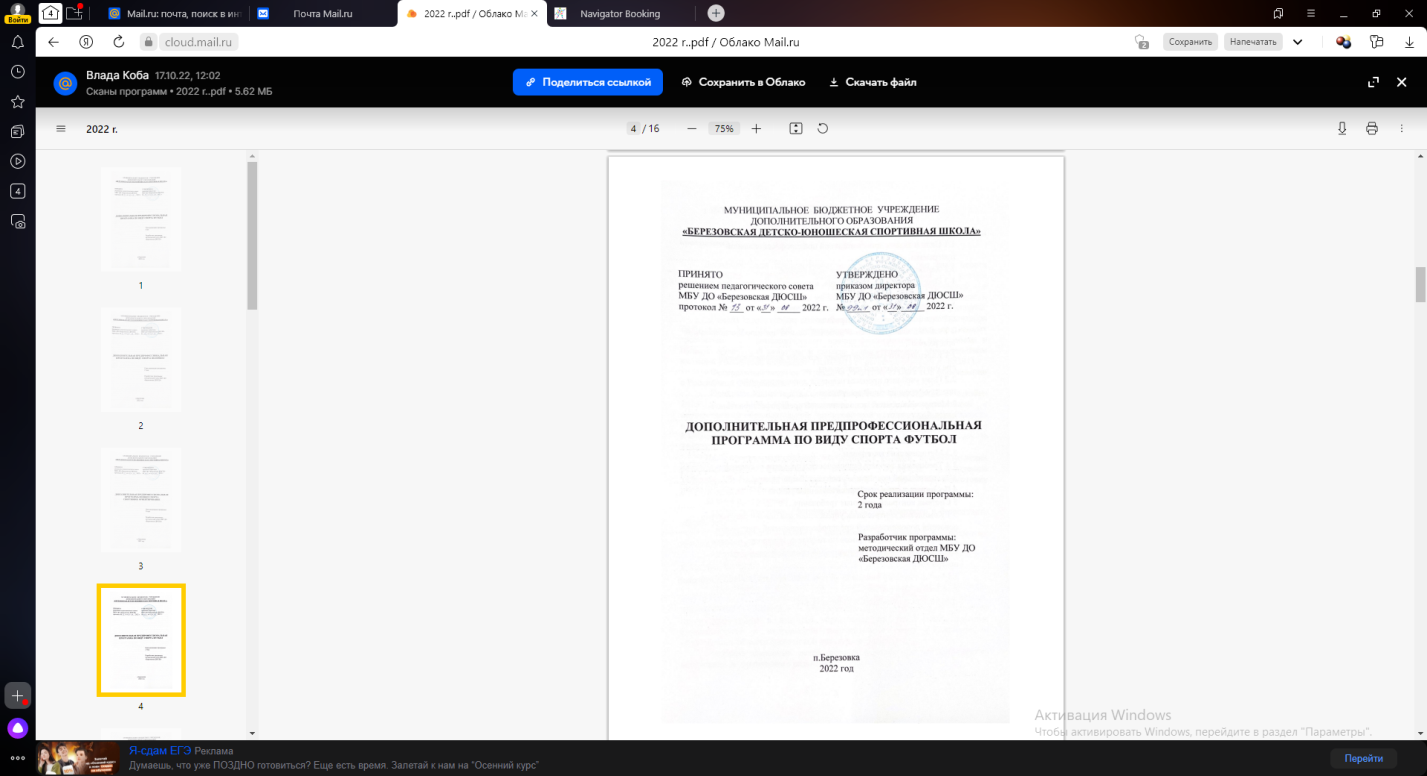 4
Mail.ru: почта, поиск в ин
Почта Mail.ru
2022 г..pdf / Облако Ma
Navigator Booking
Войти
cloud.mail.ru
2022 г..pdf / Облако Mail.ru
2
Сохранить
Напечатать
Влада Коба 17.10.22, 12:02
Сканы программ • 2022 г..pdf • 5.62 МБ
Поделиться ссылкой
Сохранить в Облако
Скачать файл
2022 г.
4 / 16
75%
4
1
2
3
4
МУНИЦИПАЛЬНОЕ БЮДЖЕТНОЕ УЧРЕЖДЕНИЕ
ДОПОЛНИТЕЛЬНОГО ОБРАЗОВАНИЯ
«БЕРЕЗОВСКАЯ ДЕТСКО-ЮНОШЕСКАЯ СПОРТИВНАЯ ШКОЛА»
ПРИНЯТО
решением педагогического совета
МБУ ДО «Березовская ДЮСШ»
протокол № 13 от «31» 08 2022 г.
УТВЕРЖДЕНО
приказом директора
МБУ ДО «Березовская ДЮСШ»
№ от «31» 08 2022 г.
ДОПОЛНИТЕЛЬНАЯ ПРЕДПРОФЕССИОНАЛЬНАЯ
ПРОГРАММА ПО ВИДУ СПОРТА ФУТБОЛ
Срок реализации программы:
2 года
Разработчик программы:
методический отдел МБУ ДО
«Березовская ДЮСШ»
п.Березовка
2022 год
Активация Windows
Чтобы активировать Windows, перейдите в раздел "Параметры".
Я-сдам ЕГЭ Реклама
Думаешь, что уже ПОЗДНО готовиться? Еще есть время. Залетай к нам на "Осенний курс"
Перейти